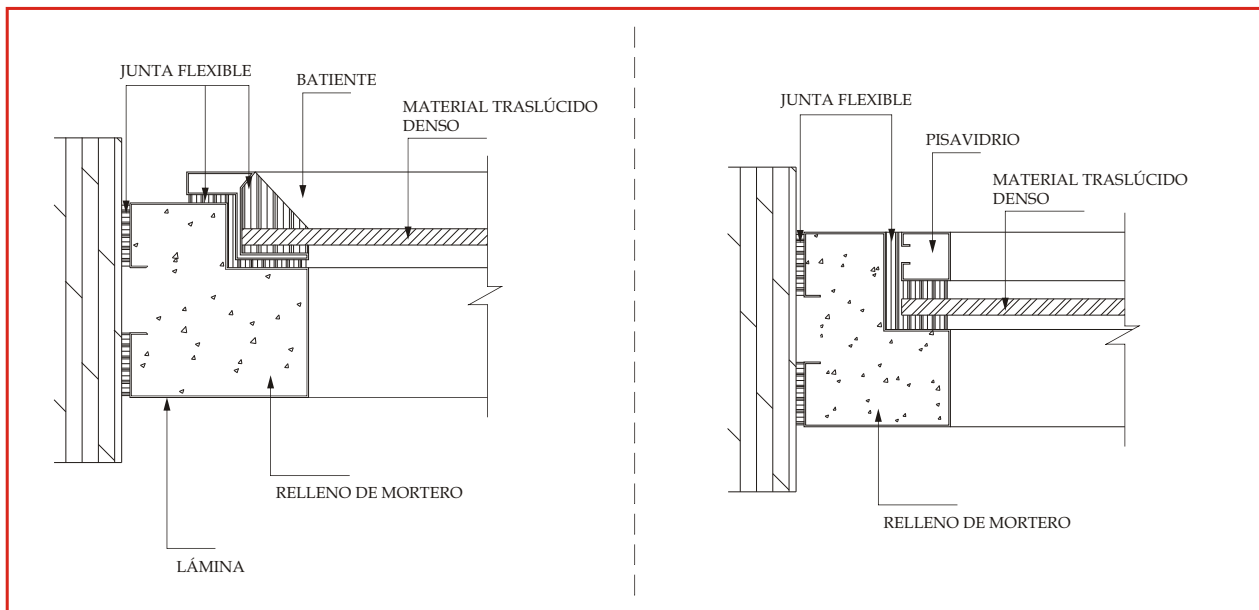 JUNTA FLEXIBLE
BATIENTE
MATERIAL TRASLÚCIDO
DENSO
RELLENO DE MORTERO
LÁMINA
JUNTA FLEXIBLE
PISAVIDRIO
MATERIAL TRASLÚCIDO
DENSO
RELLENO DE MORTERO